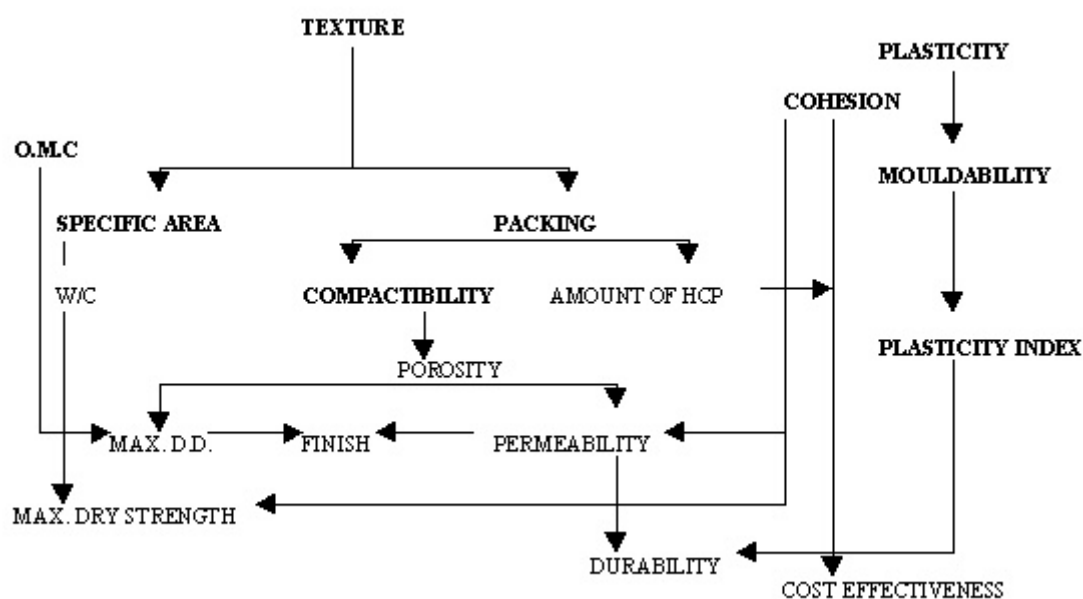 TEXTURE
PLASTICITY
COHESION
O.M.C
MOULDABILITY
SPECIFIC AREA
PACKING
W/C
COMPACTIBILITY
AMOUNT OF HCP
PLASTICITY INDEX
POROSITY
MAX. D.D.
FINISH
PERMEABILITY
MAX. DRY STRENGTH
DURABILITY
COST EFFECTIVENESS